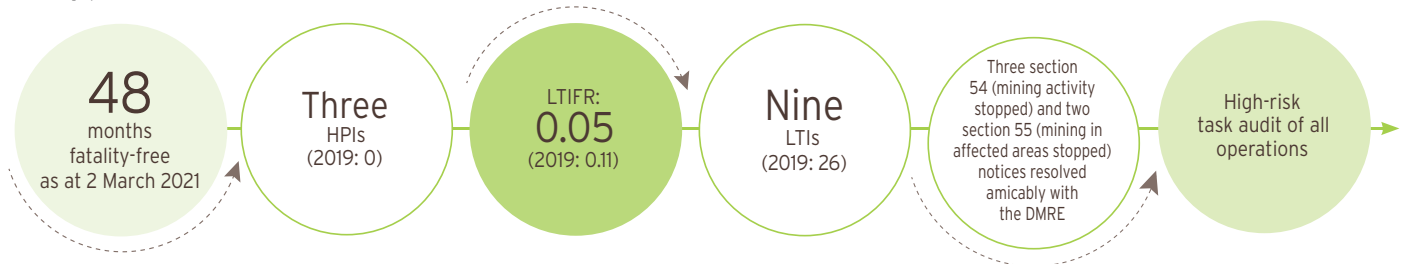 48
months
fatality-free
as at 2 March 2021
Three
HPIs
(2019: 0)
LTIFR:
0.05
(2019: 0.11)
Nine
LTIs
(2019: 26)
Three section
54 (mining activity
stopped) and two
section 55 (mining in
affected areas stopped)
notices resolved
amicably with
the DMRE
High-risk
task audit of all
operations